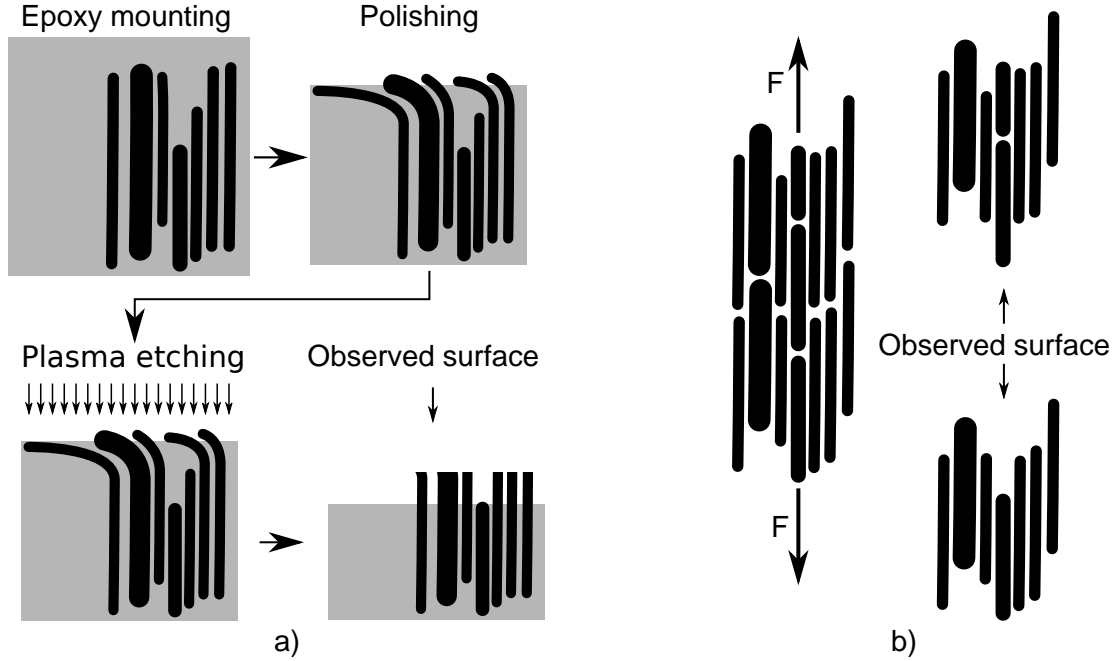 Epoxy mounting
Polishing
Plasma etching
Observed surface
a)
F
F
Observed surface
b)